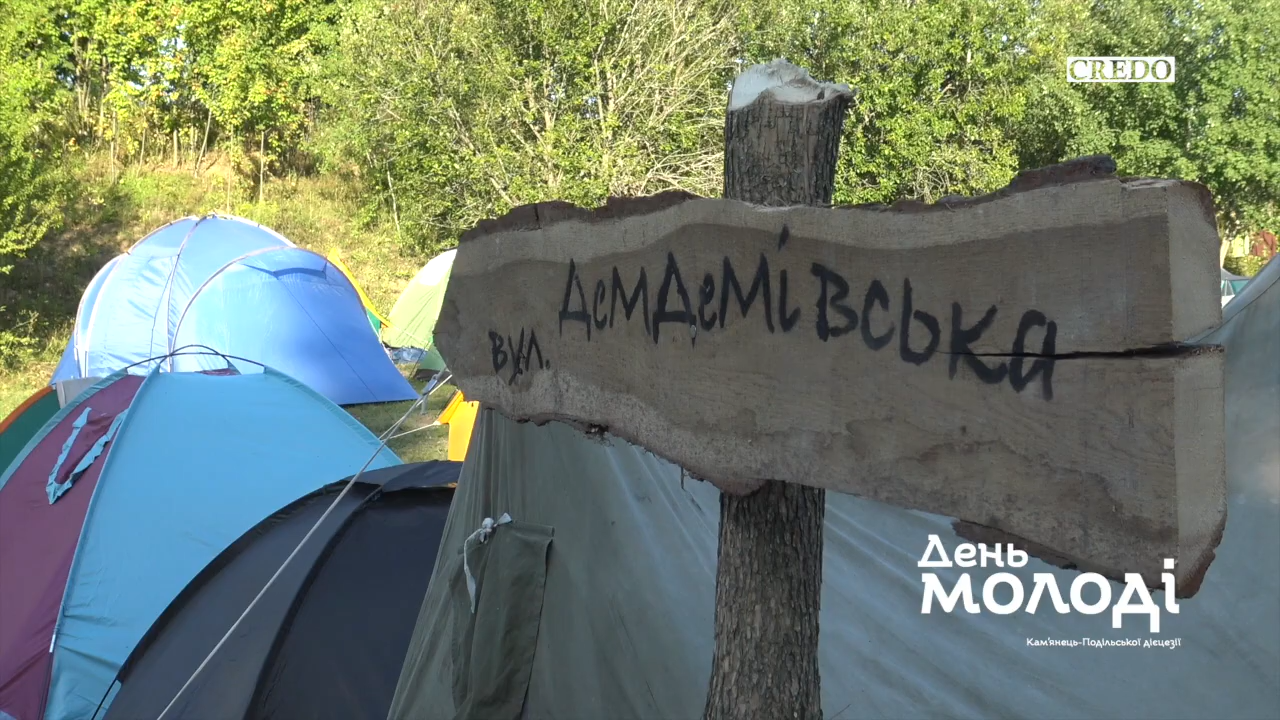 CREDO
вул. ДемДемівська
День
молоді
Кам'янець-Подільської дієцезії